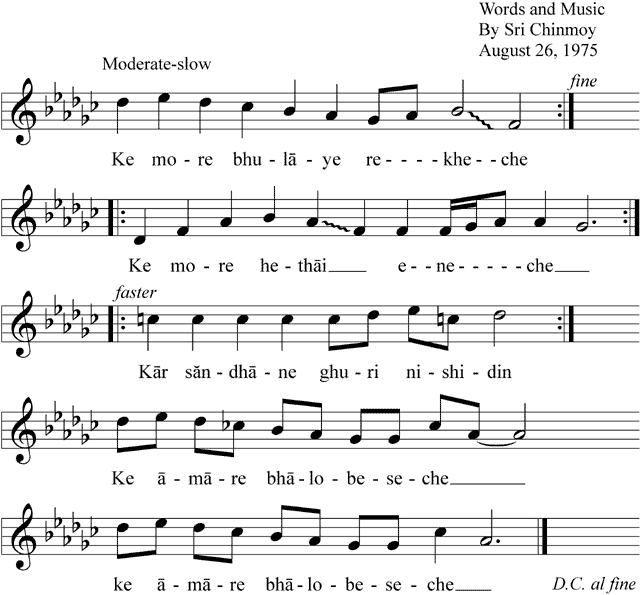 Words and Music
By Sri Chinmoy
August 26, 1975
Moderate-slow
fine
Ke mo - re bhu - lā - ye re - - - - khe - - che
Ke mo - re he - thāi____ e - ne - - - - - che____
faster
Kār săn - dhā - ne ghu - ri ni - shi - din
Ke ā - mā - re bhā - lo - be - se - che________
ke ā - mā - re bhā - lo - be - se - che____ D.C. al fine